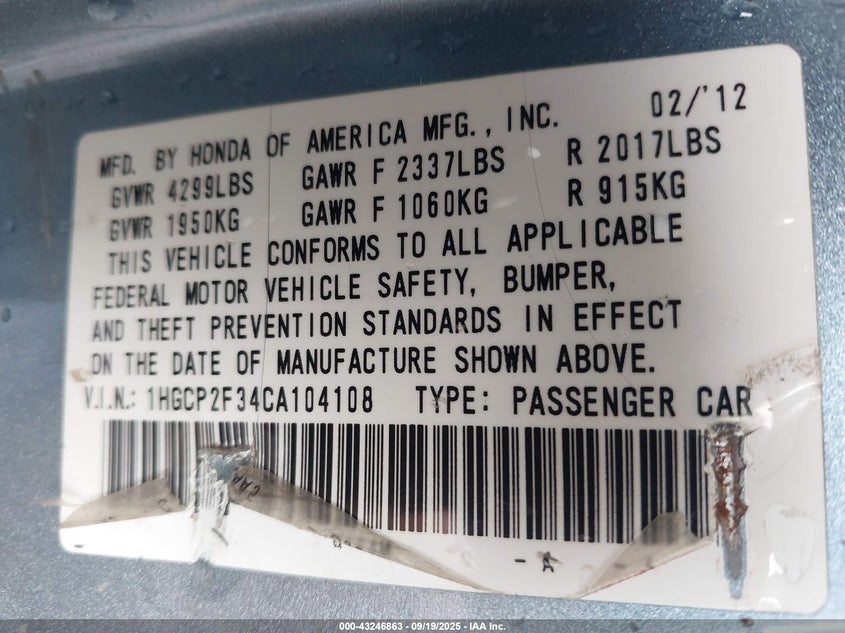 MFD. BY HONDA OF AMERICA MFG., INC. 02/'12
GVWR 4299LBS GAWR F 2337LBS R 2017LBS
GVWR 1950KG GAWR F 1060KG R 915KG
THIS VEHICLE CONFORMS TO ALL APPLICABLE
FEDERAL MOTOR VEHICLE SAFETY, BUMPER,
AND THEFT PREVENTION STANDARDS IN EFFECT
ON THE DATE OF MANUFACTURE SHOWN ABOVE.
V.I.N.: 1HGCP2F34CA104108 TYPE: PASSENGER CAR
- A
000-43246863 - 09/19/2025 - IAA Inc.